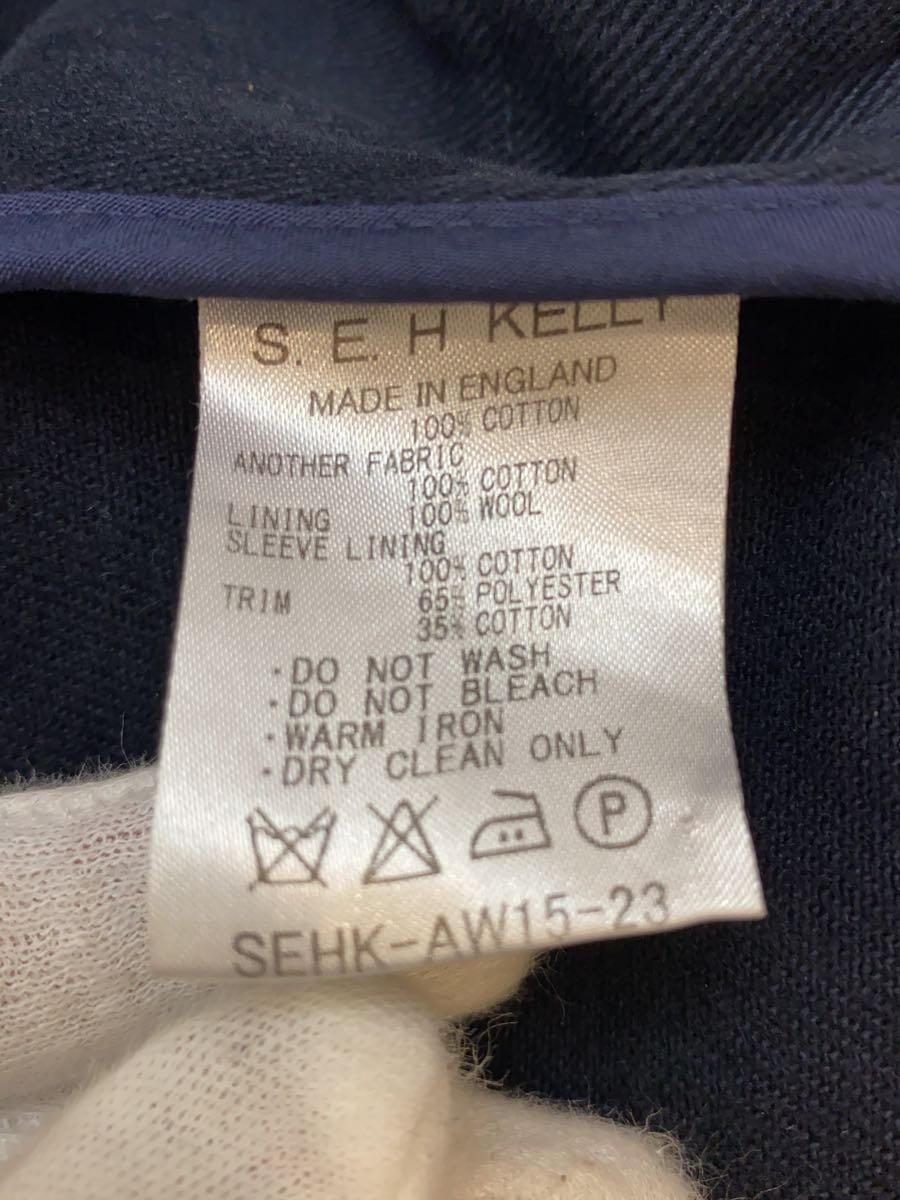 S. E. H KELLY
MADE IN ENGLAND
100% COTTON
ANOTHER FABRIC
100% COTTON
LINING 100% WOOL
SLEEVE LINING
100% COTTON
TRIM 65% POLYESTER
35% COTTON
・DO NOT WASH
・DO NOT BLEACH
・WARM IRON
・DRY CLEAN ONLY
P
SEHK-AW15-23